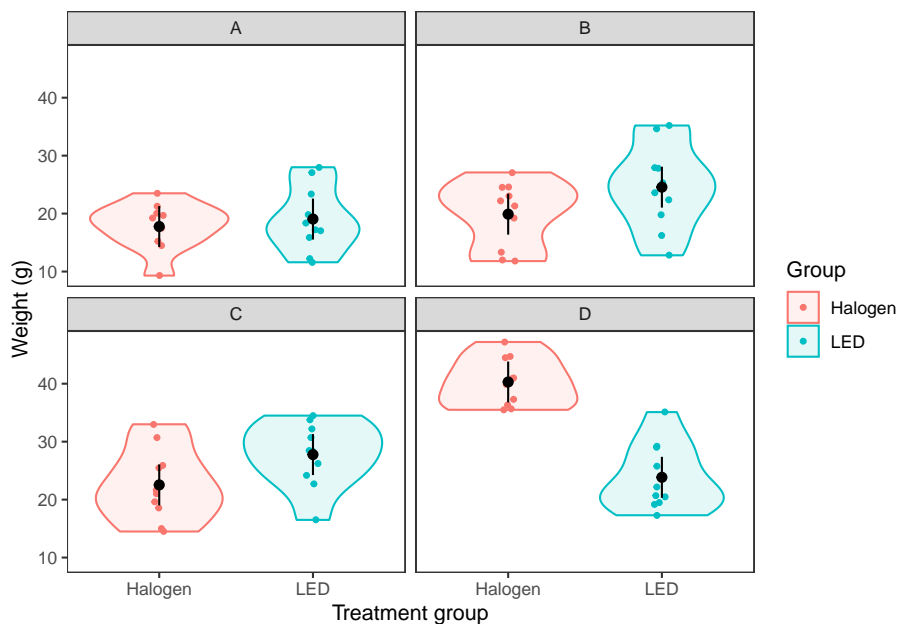 A
B
40
30
20
10
C
D
40
30
20
10
Weight (g)
Halogen
LED
Halogen
LED
Treatment group
Group
Halogen
LED